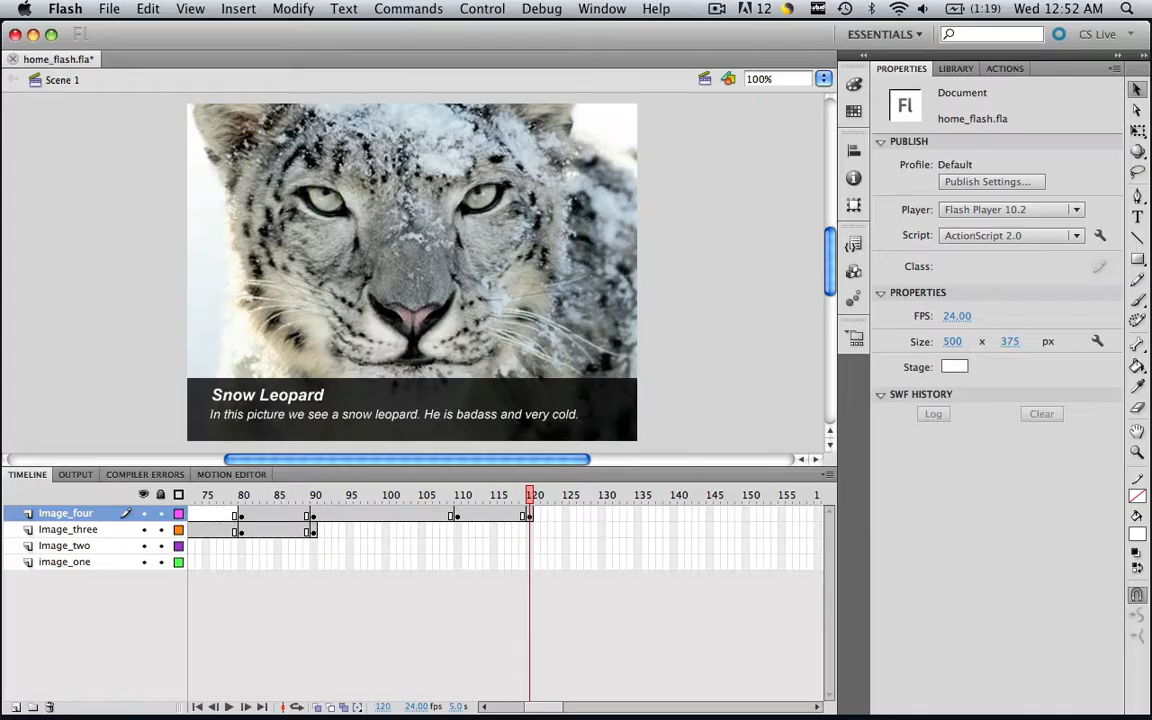 Flash File Edit View Insert Modify Text Commands Control Debug Window Help 12 (1:19) Wed 12:52 AM
Fl ESSENTIALS CS Live
home_flash.fla*
Scene 1 100%
PROPERTIES LIBRARY ACTIONS
Fl Document
home_flash.fla
PUBLISH
Profile: Default
Publish Settings...
Player: Flash Player 10.2
Script: ActionScript 2.0
Class:
PROPERTIES
FPS: 24.00
Size: 500 x 375 px
Stage:
SWF HISTORY
Log Clear
Snow Leopard
In this picture we see a snow leopard. He is badass and very cold.
TIMELINE OUTPUT COMPILER ERRORS MOTION EDITOR
75 80 85 90 95 100 105 110 115 120 125 130 135 140 145 150 155 1
Image_four
Image_three
Image_two
image_one
120 24.00 fps 5.0 s